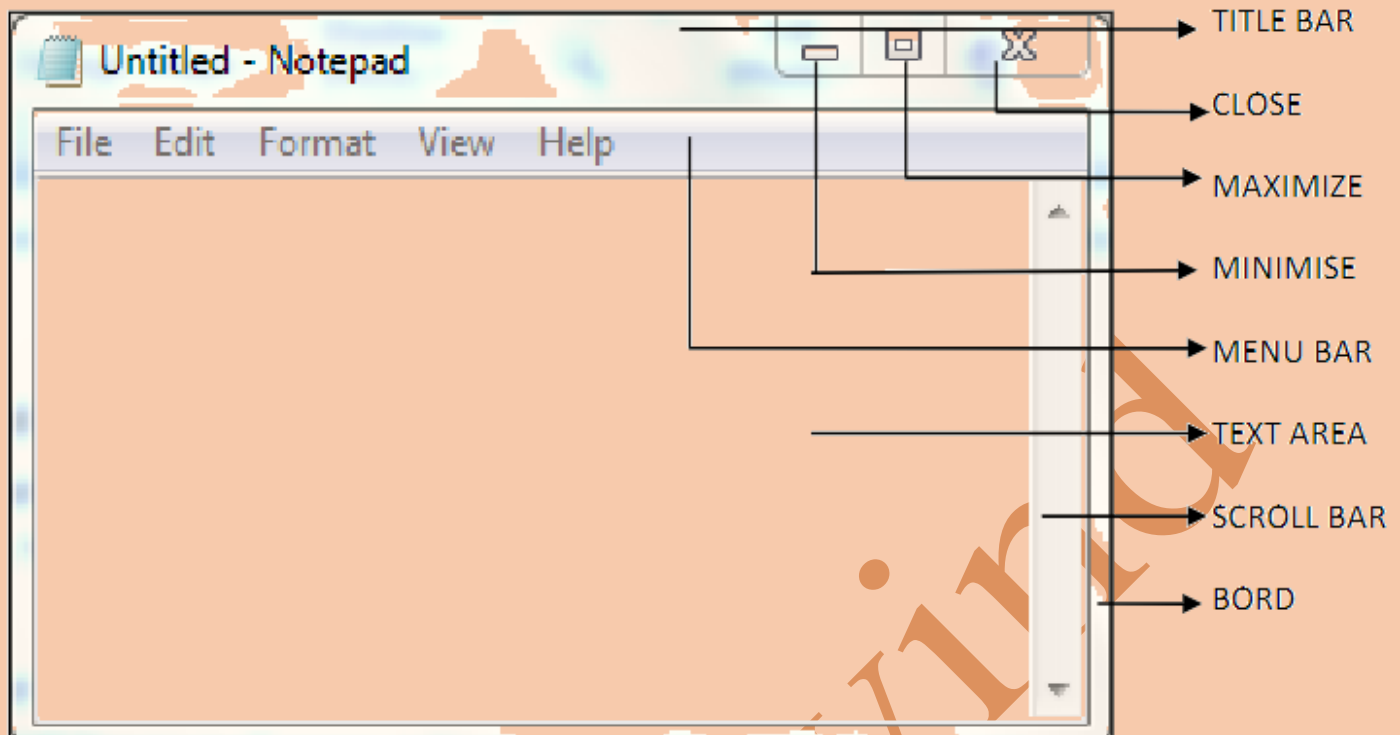 TITLE BAR
Untitled - Notepad
CLOSE
File Edit Format View Help
MAXIMIZE
MINIMISE
MENU BAR
TEXT AREA
SCROLL BAR
BORD